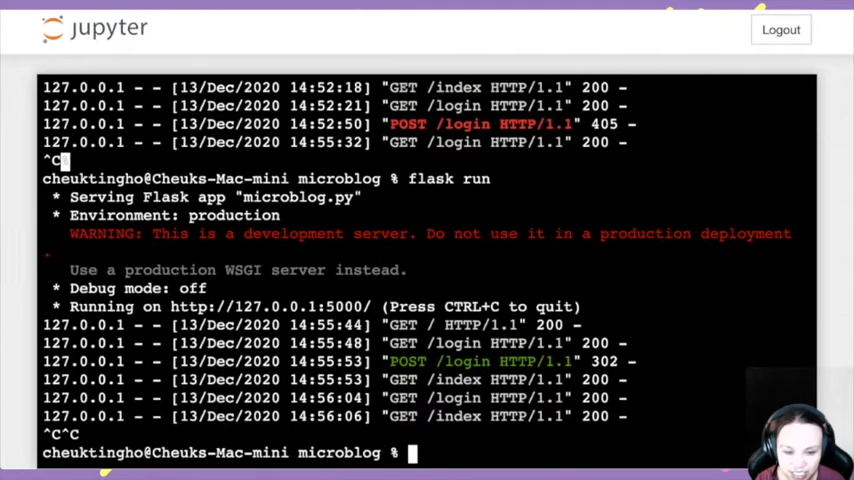 jupyter
Logout
127.0.0.1 - - [13/Dec/2020 14:52:18] "GET /index HTTP/1.1" 200 -
127.0.0.1 - - [13/Dec/2020 14:52:21] "GET /login HTTP/1.1" 200 -
127.0.0.1 - - [13/Dec/2020 14:52:50] "POST /login HTTP/1.1" 405 -
127.0.0.1 - - [13/Dec/2020 14:55:32] "GET /login HTTP/1.1" 200 -
^C%
cheuktingho@Cheuks-Mac-mini microblog % flask run
* Serving Flask app "microblog.py"
* Environment: production
WARNING: This is a development server. Do not use it in a production deployment
.
Use a production WSGI server instead.
* Debug mode: off
* Running on http://127.0.0.1:5000/ (Press CTRL+C to quit)
127.0.0.1 - - [13/Dec/2020 14:55:44] "GET / HTTP/1.1" 200 -
127.0.0.1 - - [13/Dec/2020 14:55:48] "GET /login HTTP/1.1" 200 -
127.0.0.1 - - [13/Dec/2020 14:55:53] "POST /login HTTP/1.1" 302 -
127.0.0.1 - - [13/Dec/2020 14:55:53] "GET /index HTTP/1.1" 200 -
127.0.0.1 - - [13/Dec/2020 14:56:04] "GET /login HTTP/1.1" 200 -
127.0.0.1 - - [13/Dec/2020 14:56:06] "GET /index HTTP/1.1" 200 -
^C^C
cheuktingho@Cheuks-Mac-mini microblog %